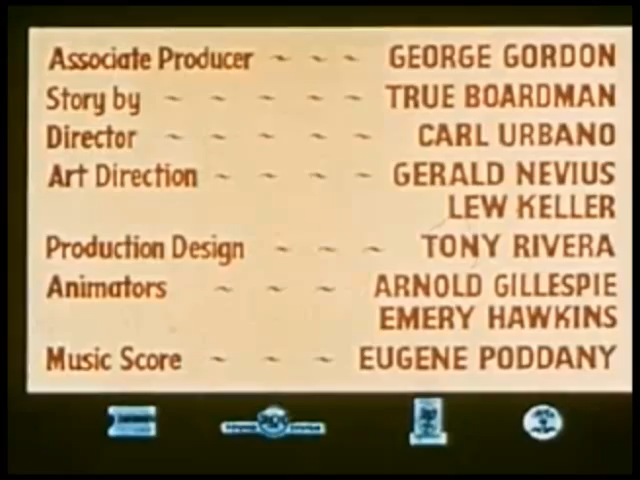 Associate Producer ~ ~ ~ GEORGE GORDON
Story by ~ ~ ~ ~ ~ TRUE BOARDMAN
Director ~ ~ ~ ~ ~ CARL URBANO
Art Direction ~ ~ ~ ~ GERALD NEVIUS
LEW KELLER
Production Design ~ ~ ~ TONY RIVERA
Animators ~ ~ ~ ~ ARNOLD GILLESPIE
EMERY HAWKINS
Music Score ~ ~ ~ EUGENE PODDANY